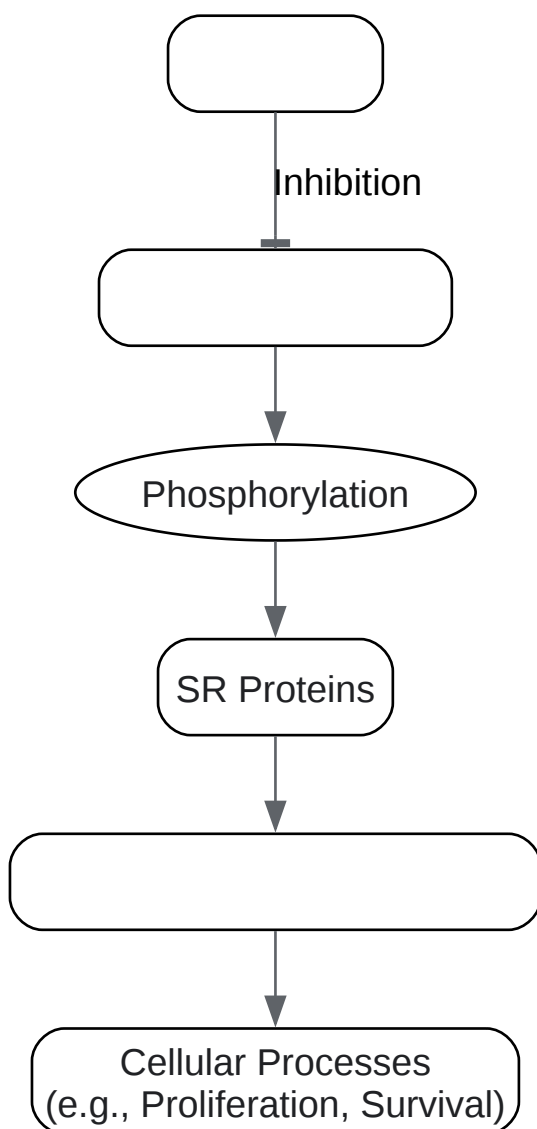 Inhibition
Phosphorylation
SR Proteins
Cellular Processes
(e.g., Proliferation, Survival)